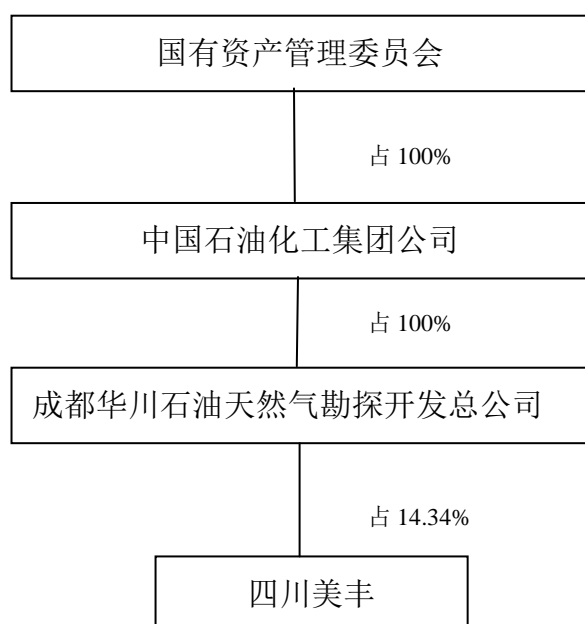 国有资产管理委员会
占 100%
中国石油化工集团公司
占 100%
成都华川石油天然气勘探开发总公司
占 14.34%
四川美丰